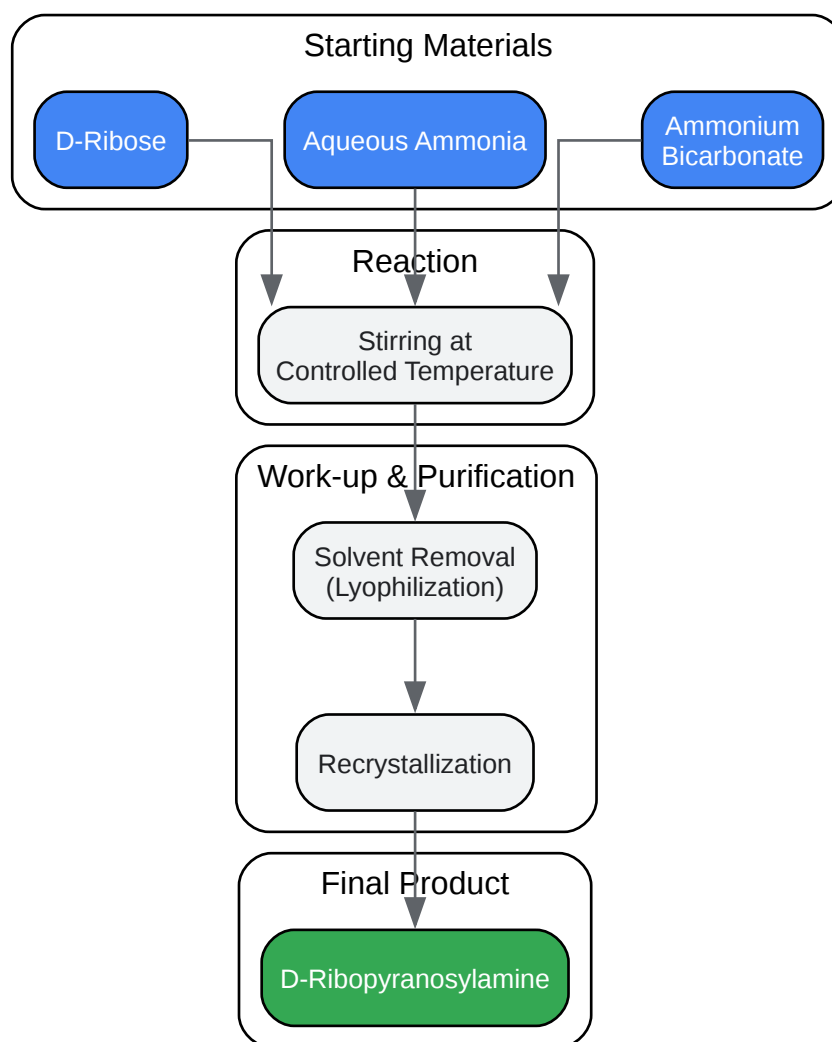 Starting Materials
D-Ribose
Aqueous Ammonia
Ammonium
Bicarbonate
Reaction
Stirring at
Controlled Temperature
Work-up & Purification
Solvent Removal
(Lyophilization)
Recrystallization
Final Product
D-Ribopyranosylamine